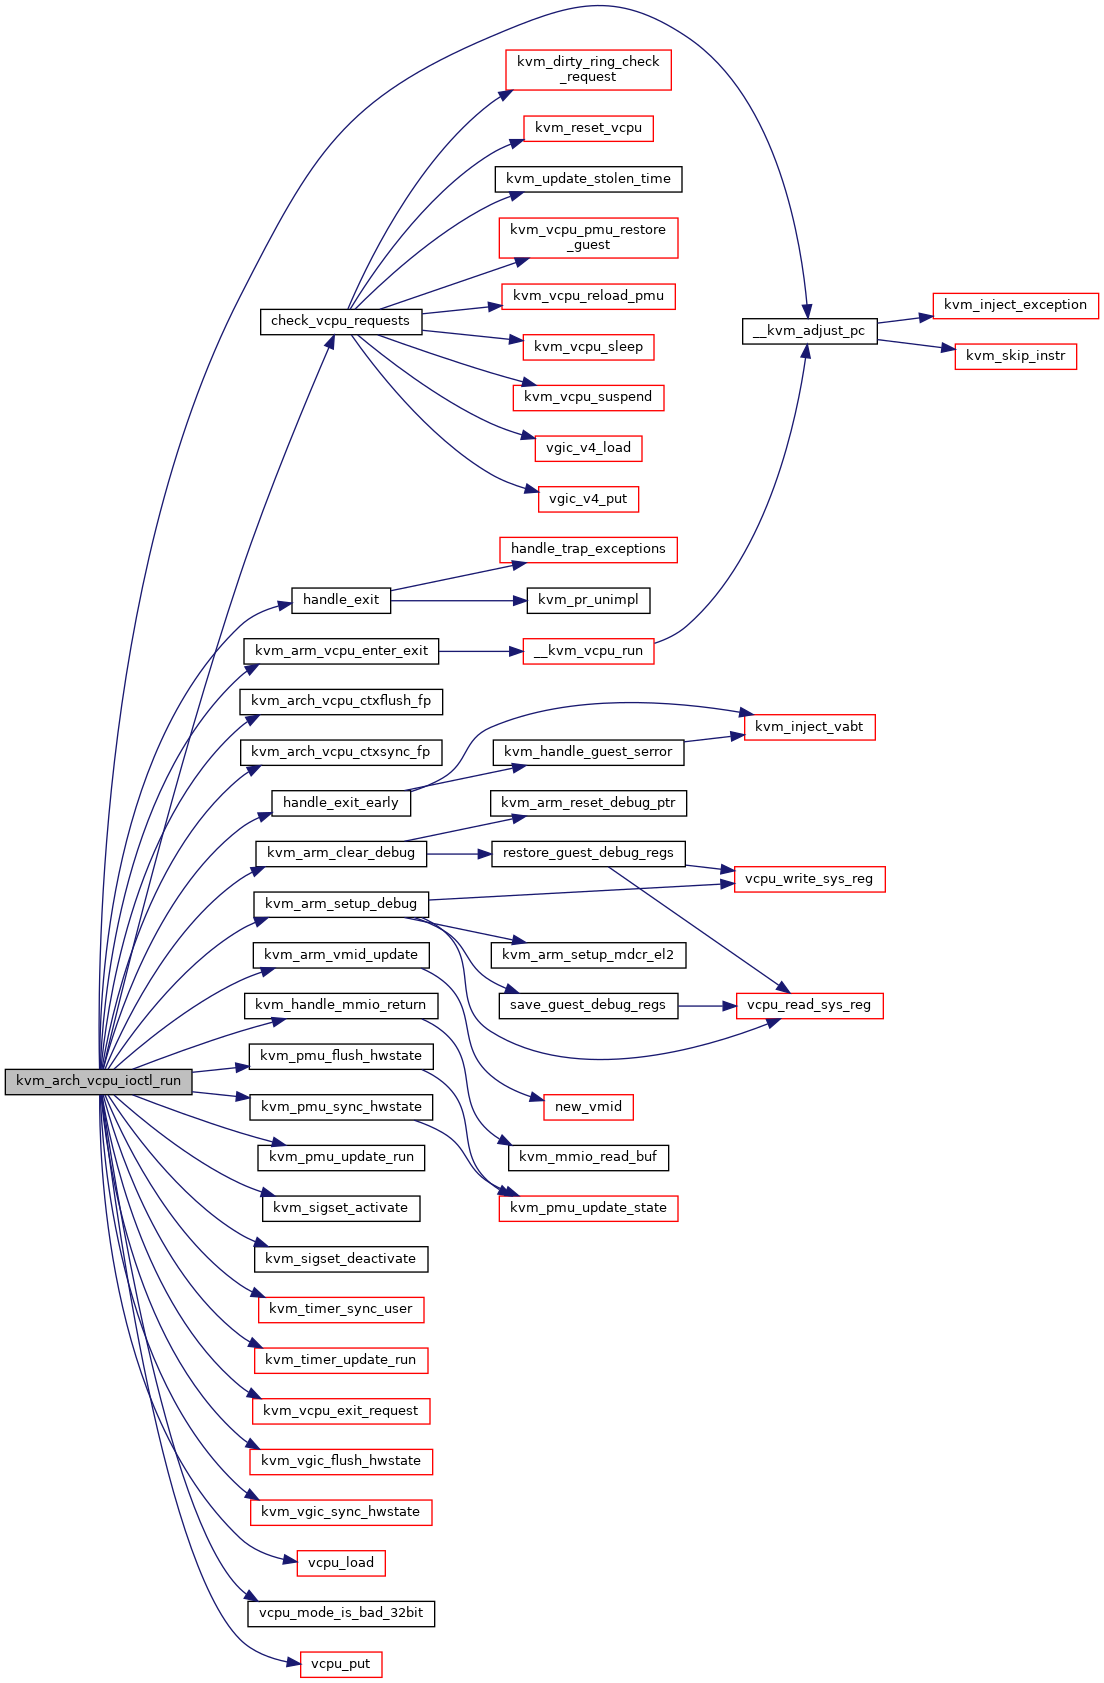 kvm_dirty_ring_check
_request
kvm_reset_vcpu
kvm_update_stolen_time
kvm_vcpu_pmu_restore
_guest
kvm_vcpu_reload_pmu
check_vcpu_requests
__kvm_adjust_pc
kvm_inject_exception
kvm_skip_instr
kvm_vcpu_sleep
kvm_vcpu_suspend
vgic_v4_load
vgic_v4_put
handle_trap_exceptions
handle_exit
kvm_pr_unimpl
kvm_arm_vcpu_enter_exit
__kvm_vcpu_run
kvm_arch_vcpu_ctxflush_fp
kvm_inject_vabt
kvm_arch_vcpu_ctxsync_fp
kvm_handle_guest_serror
handle_exit_early
kvm_arm_reset_debug_ptr
kvm_arm_clear_debug
restore_guest_debug_regs
vcpu_write_sys_reg
kvm_arm_setup_debug
kvm_arm_vmid_update
kvm_arm_setup_mdcr_el2
kvm_handle_mmio_return
save_guest_debug_regs
vcpu_read_sys_reg
kvm_pmu_flush_hwstate
kvm_arch_vcpu_ioctl_run
kvm_pmu_sync_hwstate
new_vmid
kvm_pmu_update_run
kvm_mmio_read_buf
kvm_sigset_activate
kvm_pmu_update_state
kvm_sigset_deactivate
kvm_timer_sync_user
kvm_timer_update_run
kvm_vcpu_exit_request
kvm_vgic_flush_hwstate
kvm_vgic_sync_hwstate
vcpu_load
vcpu_mode_is_bad_32bit
vcpu_put